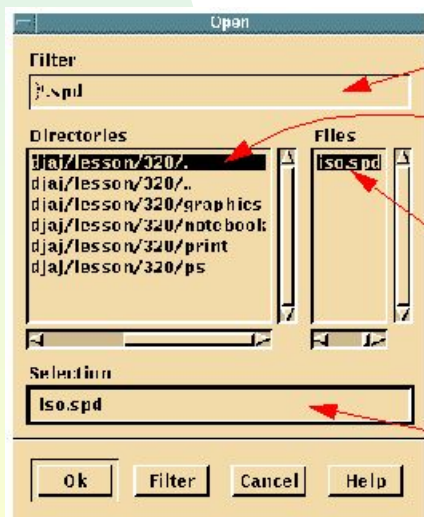 Open
Filter
*.spd
Directories
Files
djaj/lesson/320/.
djaj/lesson/320/..
djaj/lesson/320/graphics
djaj/lesson/320/notebook
djaj/lesson/320/print
djaj/lesson/320/ps
iso.spd
Selection
iso.spd
Ok
Filter
Cancel
Help